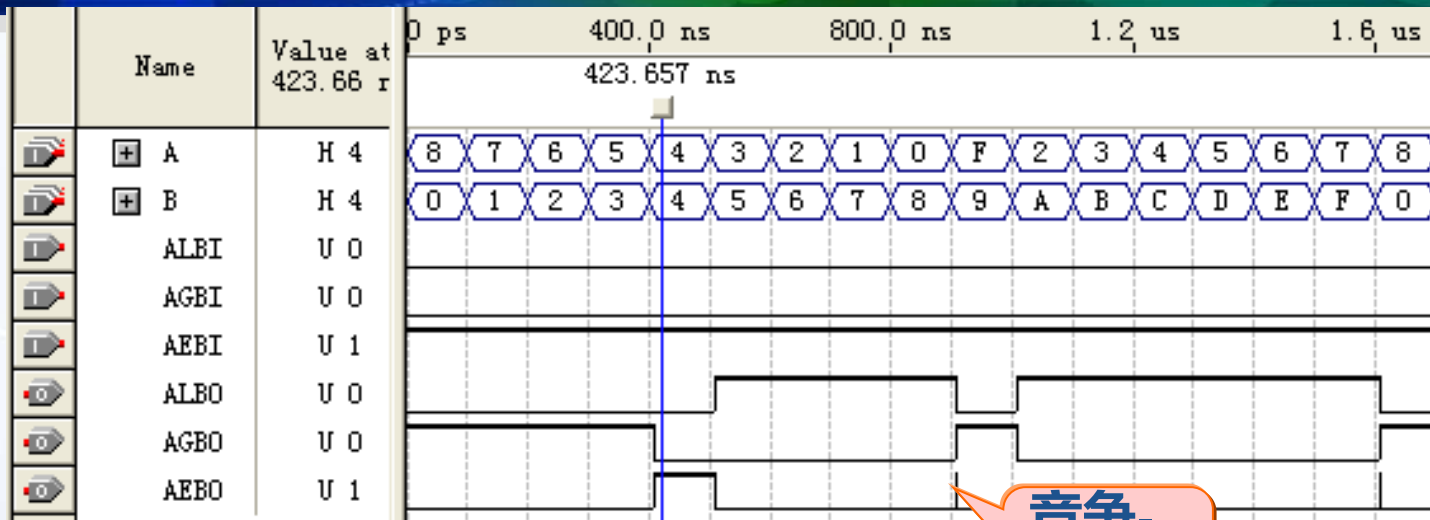 Name
Value at
423.66 r
0 ps 400.0 ns 800.0 ns 1.2 us 1.6 us
423.657 ns
A H 4 8 7 6 5 4 3 2 1 0 F 2 3 4 5 6 7 8
B H 4 0 1 2 3 4 5 6 7 8 9 A B C D E F 0
ALBI U 0
AGBI U 0
AEBI U 1
ALBO U 0
AGBO U 0
AEBO U 1
竞争-